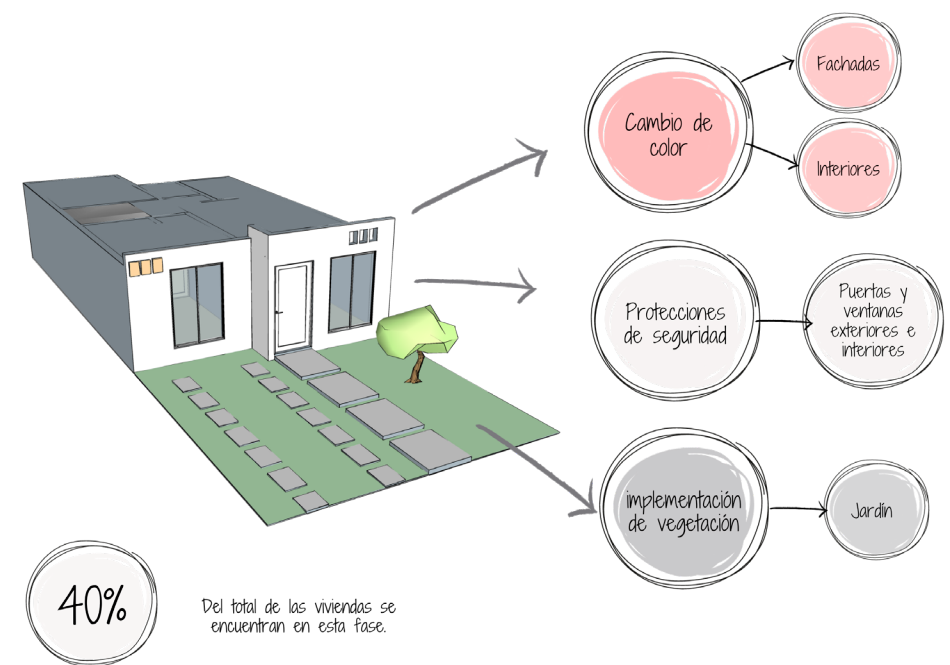 Fachadas
Cambio de
color
Interiores
Protecciones
de seguridad
Puertas y
ventanas
exteriores e
interiores
implementación
de vegetación
Jardín
40%
Del total de las viviendas se
encuentran en esta fase.